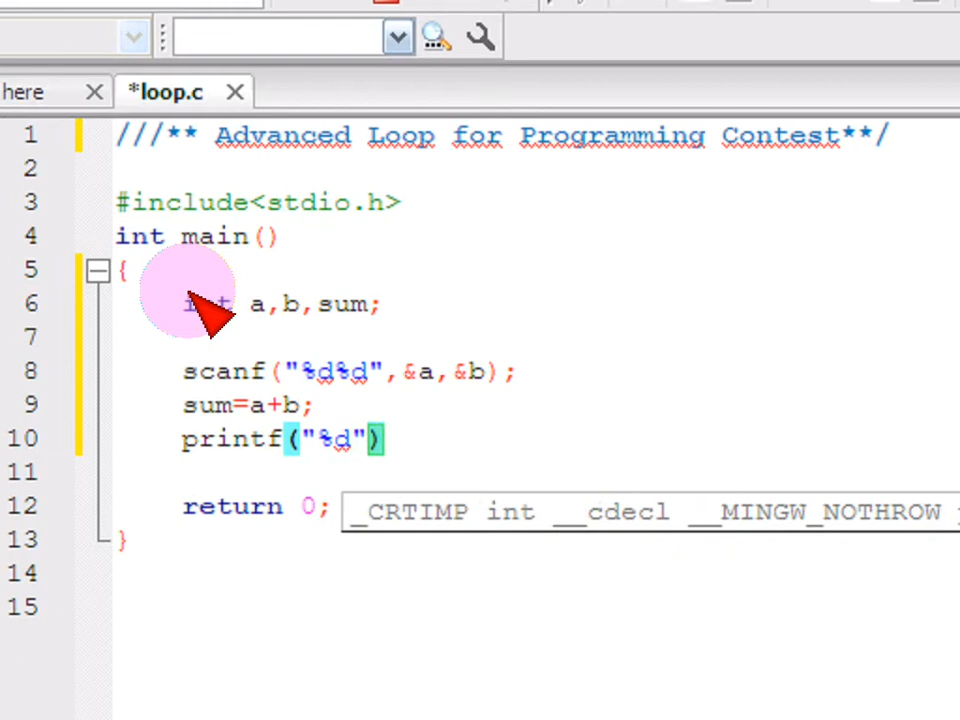 here
*loop.c
1 ///** Advanced Loop for Programming Contest**/
2
3 #include<stdio.h>
4 int main()
5 {
6 int a,b,sum;
7
8 scanf("%d%d",&a,&b);
9 sum=a+b;
10 printf("%d")
11
12 return 0;
_CRTIMP int __cdecl __MINGW_NOTHROW
13 }
14
15